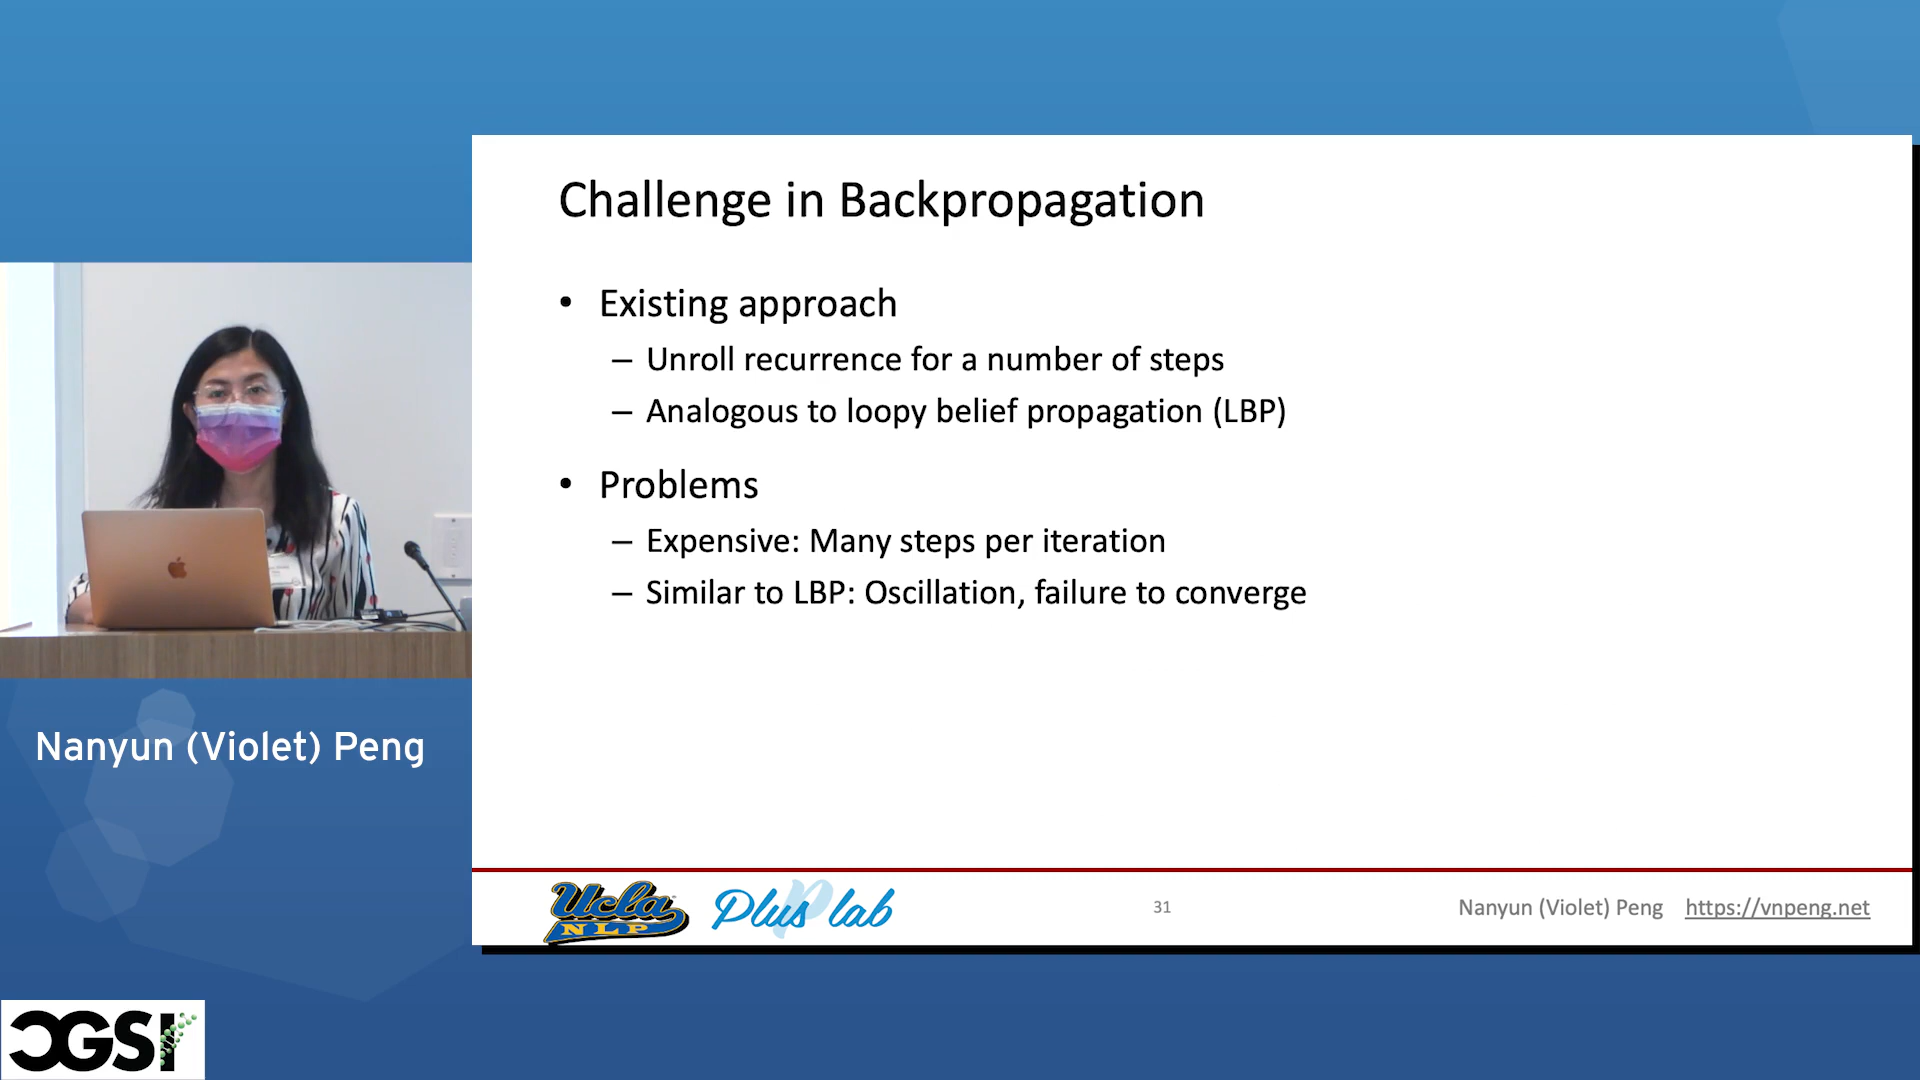 Challenge in Backpropagation
• Existing approach
– Unroll recurrence for a number of steps
– Analogous to loopy belief propagation (LBP)
• Problems
– Expensive: Many steps per iteration
– Similar to LBP: Oscillation, failure to converge
Nanyun (Violet) Peng
Ucla
NLP
Plus lab
31
Nanyun (Violet) Peng https://vnpeng.net
CGSI